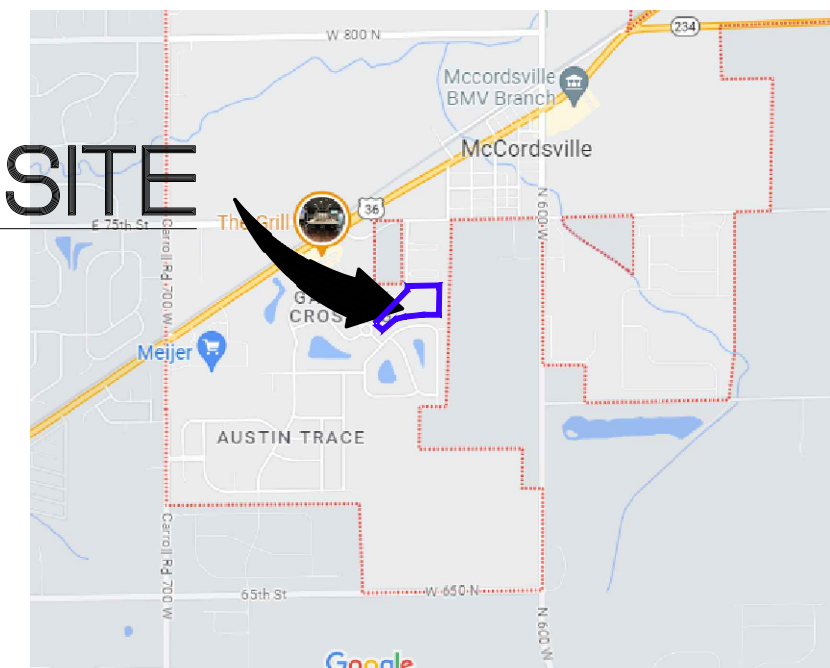 W 800 N
234
Mccordsville
BMV Branch
McCordsville
SITE
36
N 600 W
E 75th St
The Grill
Carroll Rd 700 W
CROS
Meijer
AUSTIN TRACE
Carroll Rd 700 W
65th St
W 650 N
N 600 W
Google